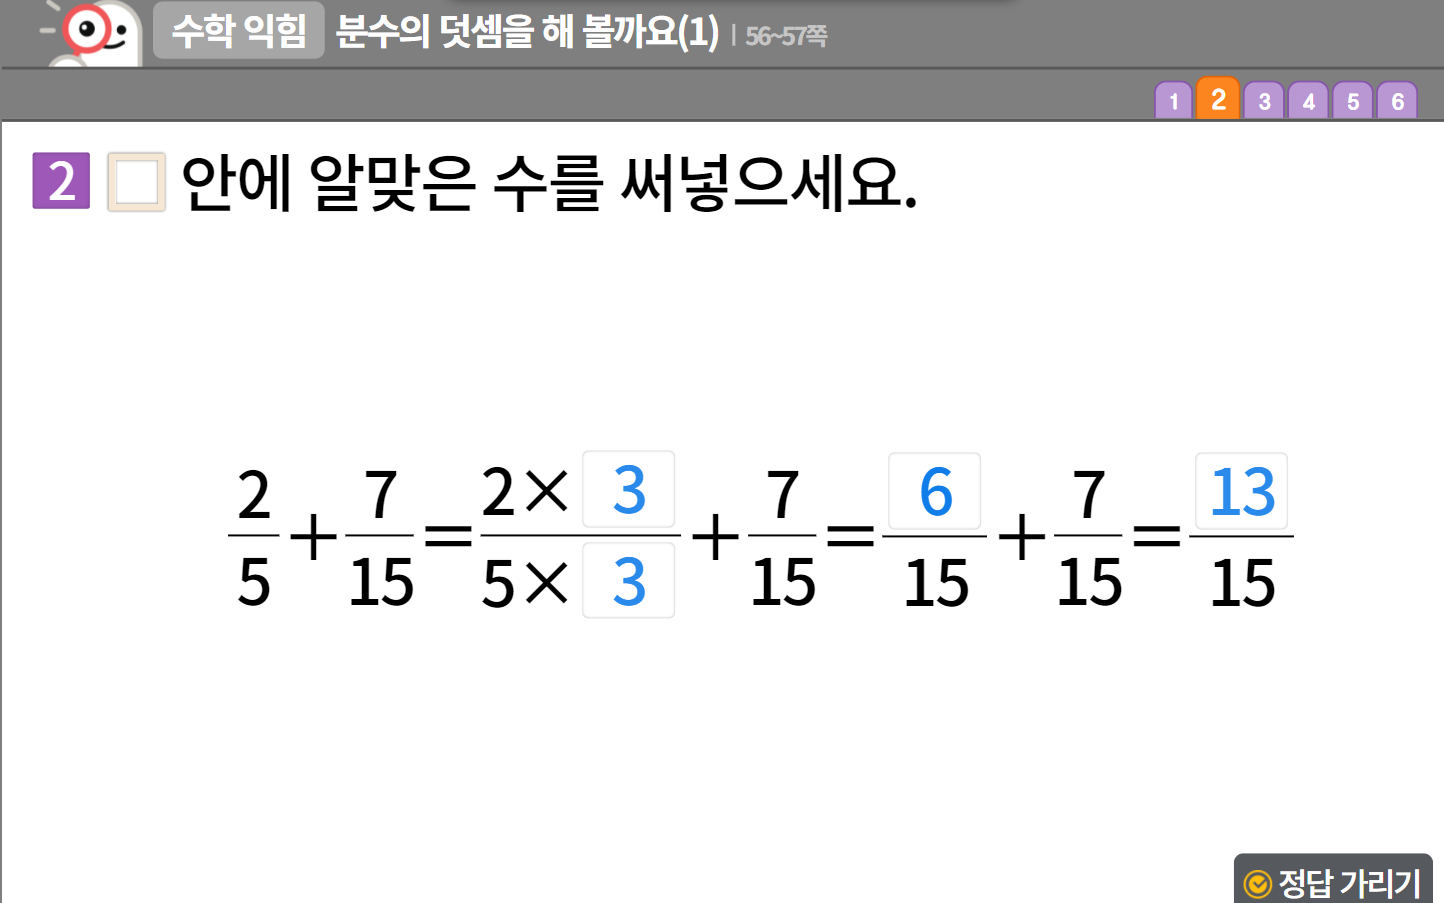 수학 익힘 분수의 덧셈을 해 볼까요(1) | 56~57쪽
1 2 3 4 5 6
2 □ 안에 알맞은 수를 써넣으세요.
2/5 + 7/15 = 2×3/5×3 + 7/15 = 6/15 + 7/15 = 13/15
정답 가리기